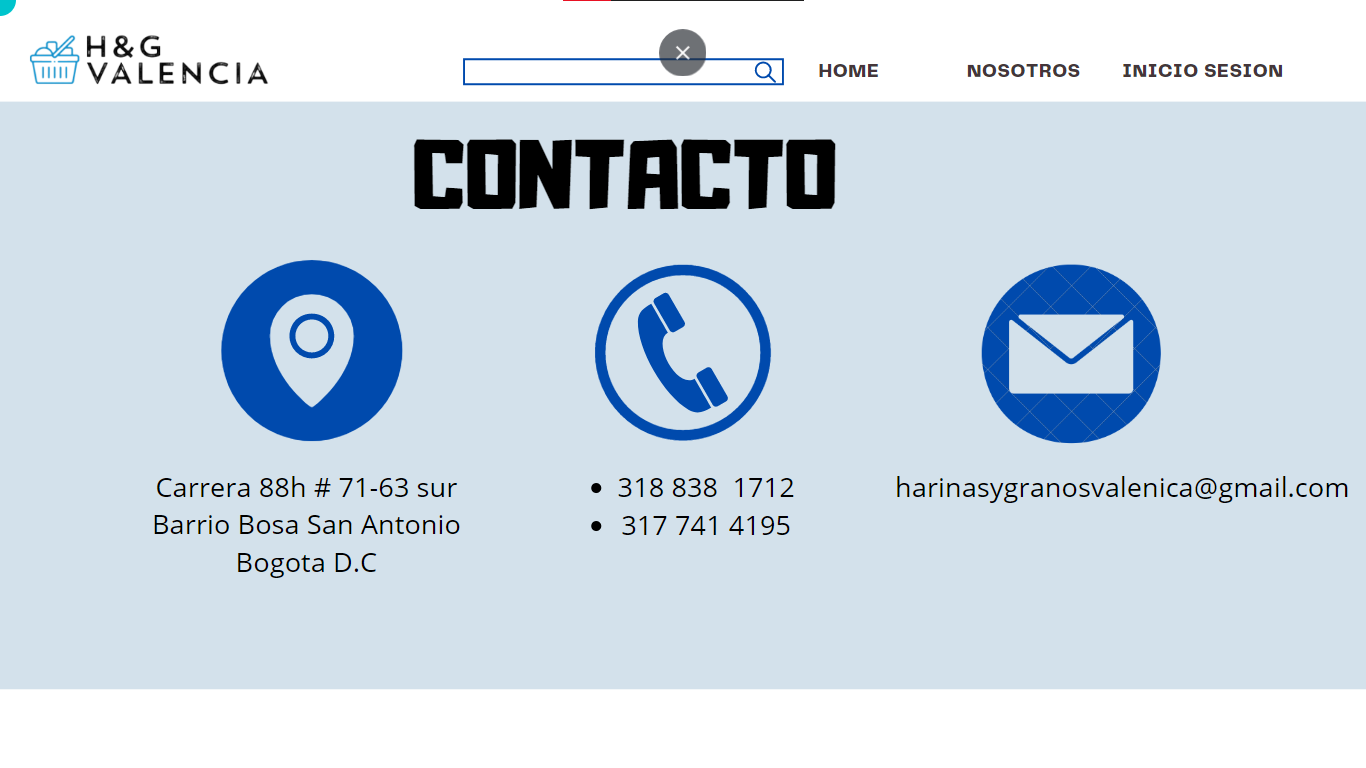 H&G
VALENCIA
HOME
NOSOTROS
INICIO SESION
CONTACTO
Carrera 88h # 71-63 sur
Barrio Bosa San Antonio
Bogota D.C
• 318 838  1712
• 317 741 4195
harinasygranosvalenica@gmail.com